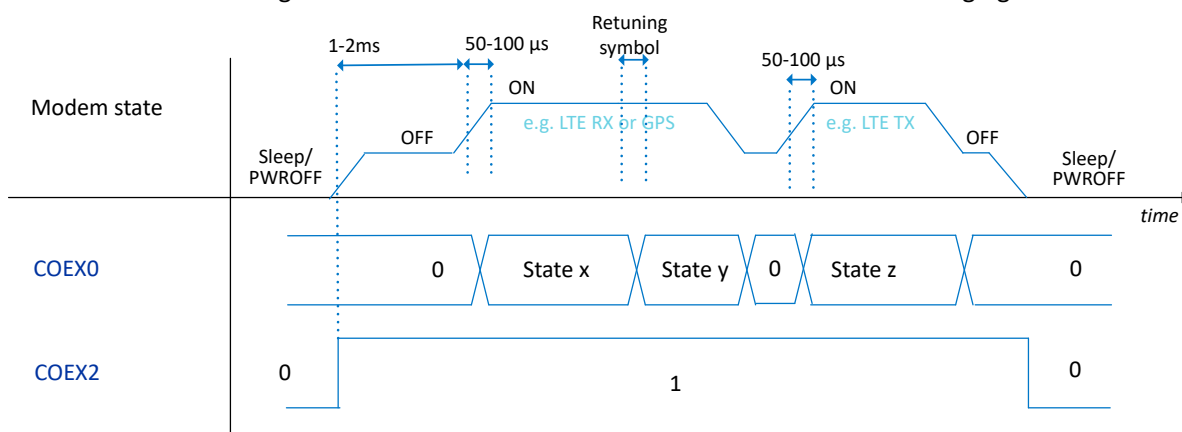 Retuning
symbol
1-2ms
50-100 µs
50-100 µs
ON
ON
Modem state
e.g. LTE RX or GPS
e.g. LTE TX
OFF
OFF
Sleep/
PWROFF
Sleep/
PWROFF
time
COEX0
0
State x
State y
0
State z
0
COEX2
0
1
0